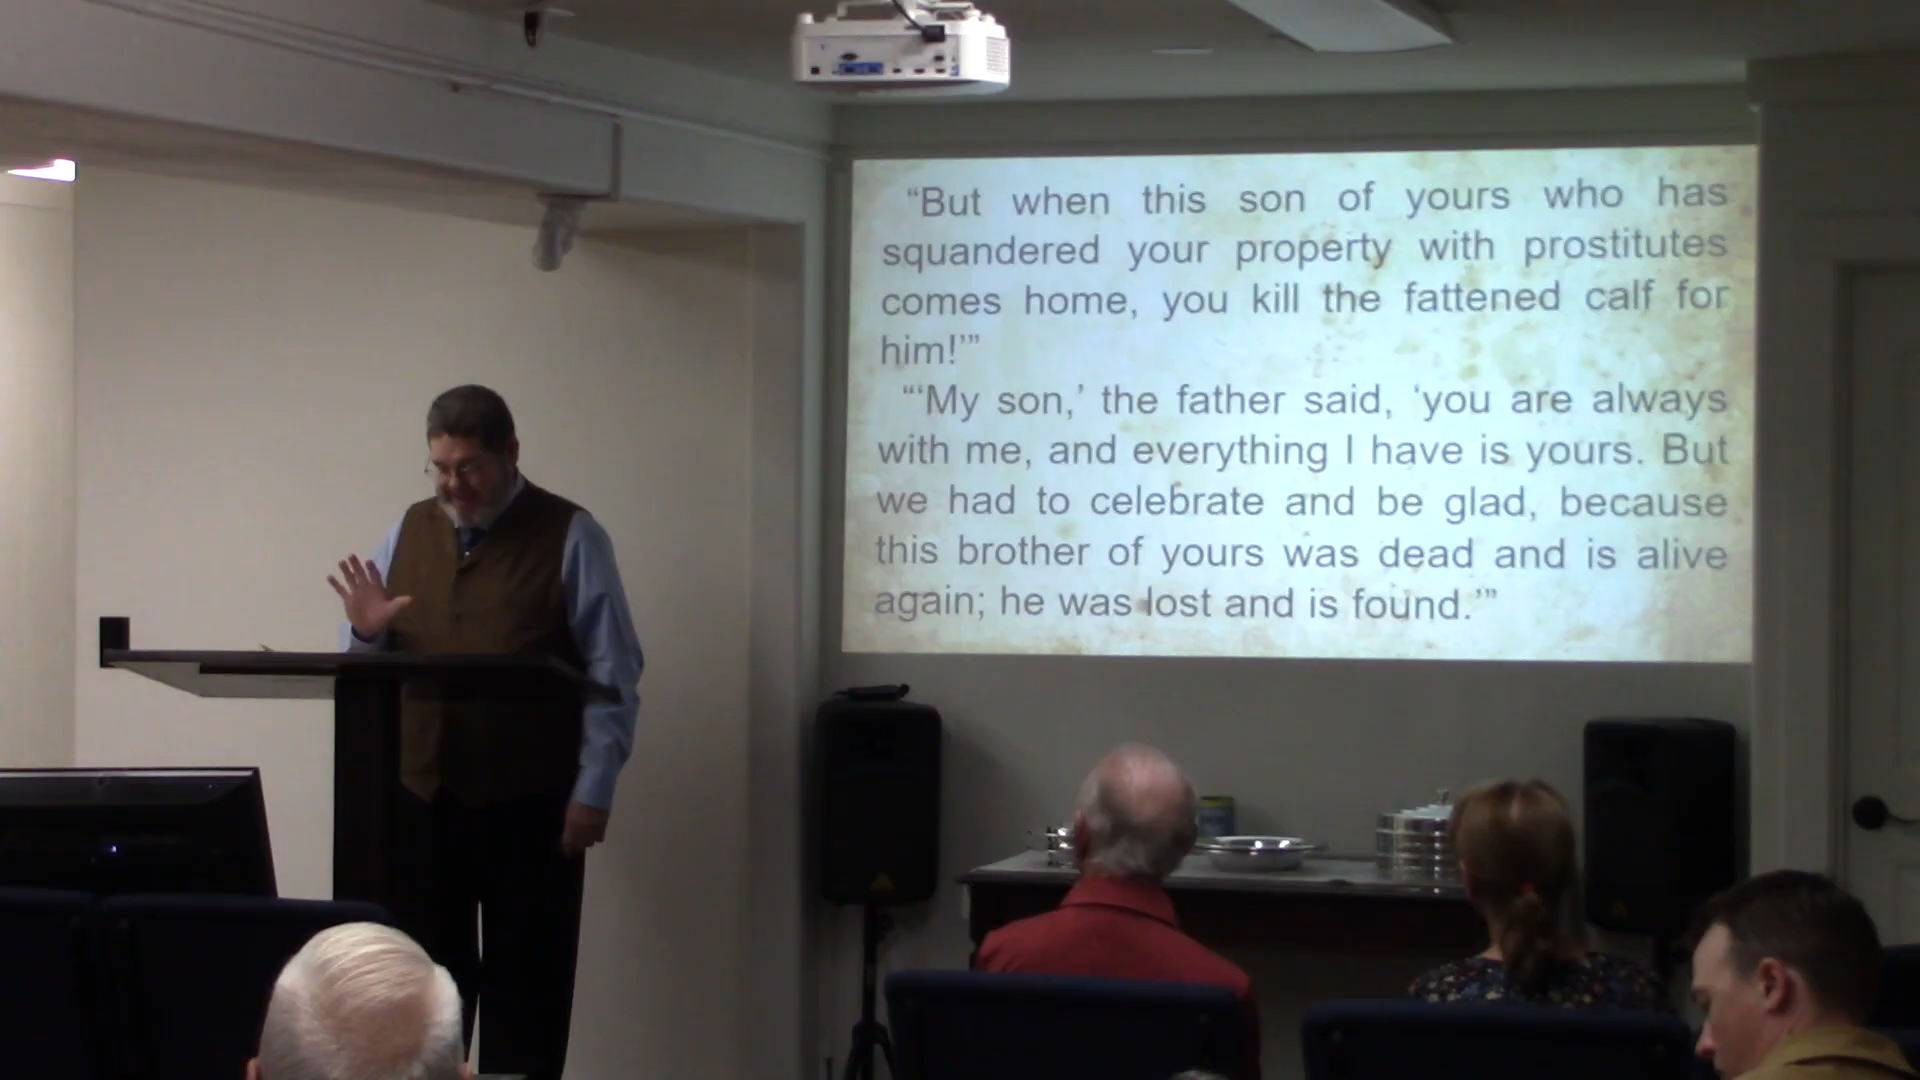 “But when this son of yours who has
squandered your property with prostitutes
comes home, you kill the fattened calf for
him!’”
“‘My son,’ the father said, ‘you are always
with me, and everything I have is yours. But
we had to celebrate and be glad, because
this brother of yours was dead and is alive
again; he was lost and is found.’”